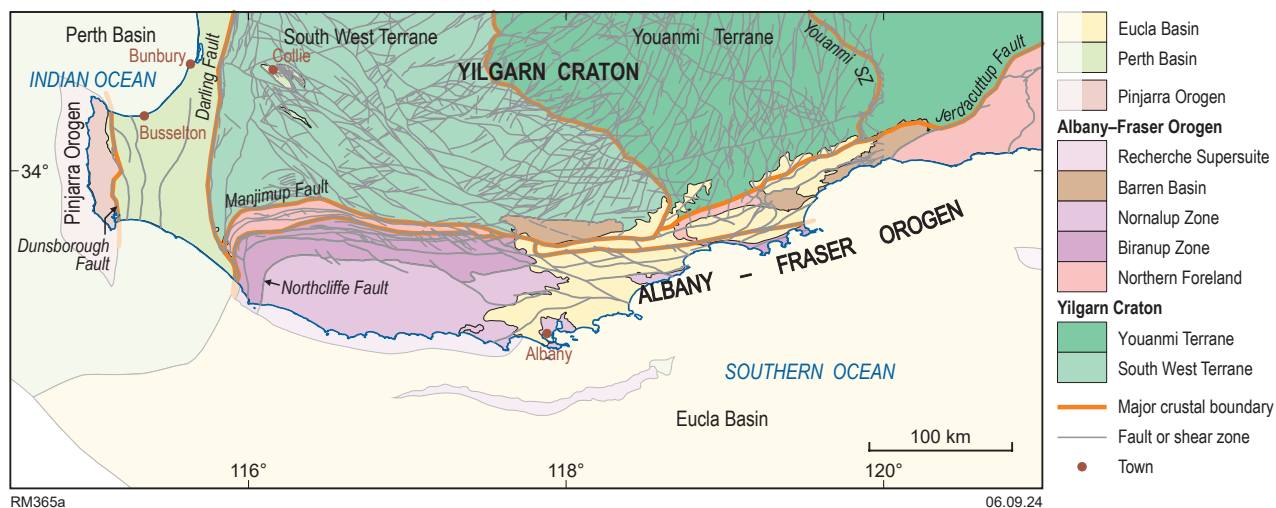 Perth Basin
Bunbury
INDIAN OCEAN
Busselton
Darling Fault
South West Terrane
Collie
YILGARN CRATON
Youanmi Terrane
Youanmi SZ
Jerdacuttup Fault
34°
Pinjarra Orogen
Dunsborough
Fault
Manjimup Fault
Northcliffe Fault
ALBANY – FRASER OROGEN
Albany
SOUTHERN OCEAN
Eucla Basin
100 km
116°
118°
120°
RM365a
06.09.24
Eucla Basin
Perth Basin
Pinjarra Orogen
Albany–Fraser Orogen
Recherche Supersuite
Barren Basin
Nornalup Zone
Biranup Zone
Northern Foreland
Yilgarn Craton
Youanmi Terrane
South West Terrane
Major crustal boundary
Fault or shear zone
Town